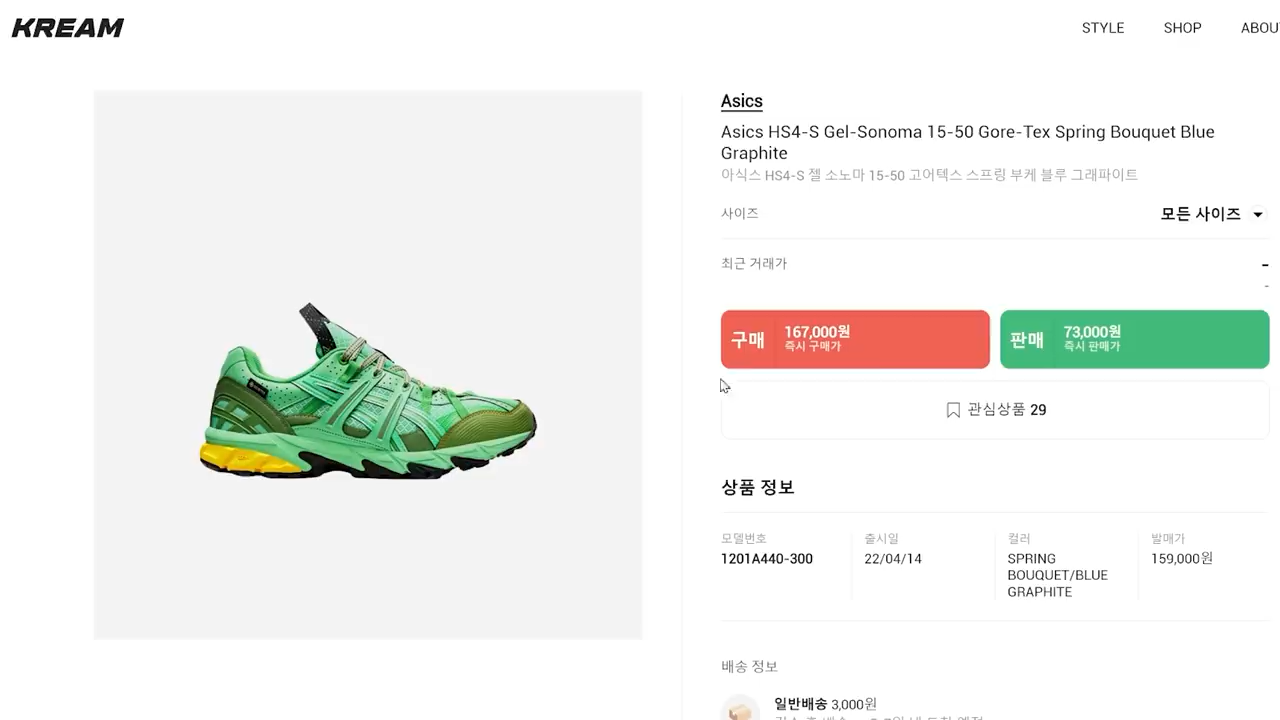 KREAM
STYLE SHOP
Asics
Asics HS4-S Gel-Sonoma 15-50 Gore-Tex Spring Bouquet Blue
Graphite
아식스 HS4-S 젤 소노마 15-50 고어텍스 스프링 부케 블루 그래파이트
사이즈 모든 사이즈
최근 거래가 -
-
구매 167,000원 판매 73,000원
즉시 구매가 즉시 판매가
관심상품 29
상품 정보
모델번호 출시일 컬러 발매가
1201A440-300 22/04/14 SPRING 159,000원
BOUQUET/BLUE
GRAPHITE
배송 정보
일반배송 3,000원